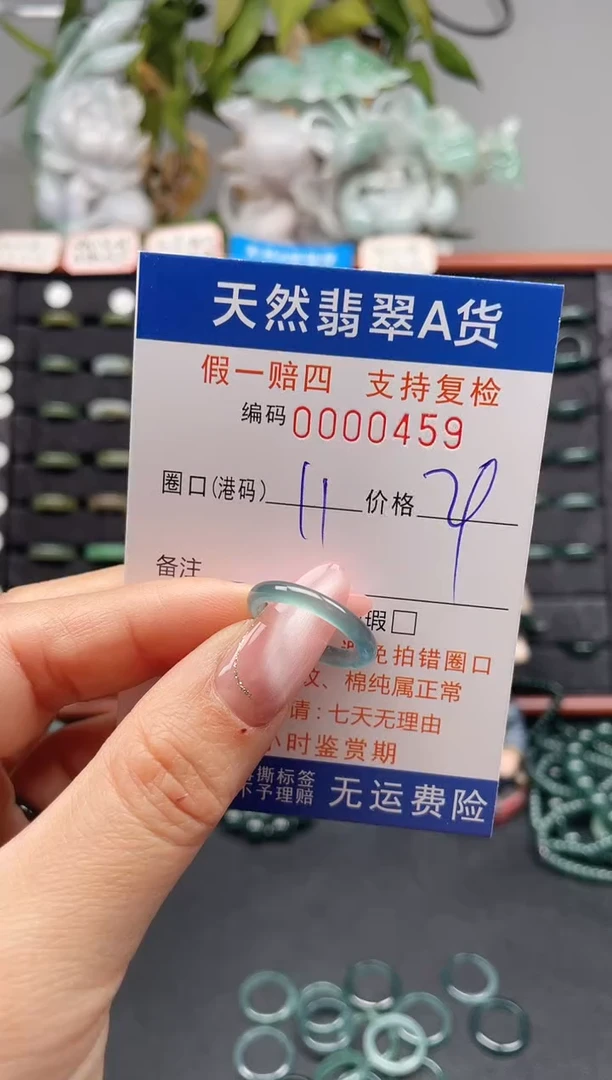 天然翡翠A货
假一赔四 支持复检
编码 0000459
圈口(港码) 11 价格
备注
瑕□
免拍错圈口
纹、棉纯属正常
请:七天无理由
小时鉴赏期
撕标签
不予理赔
无运费险